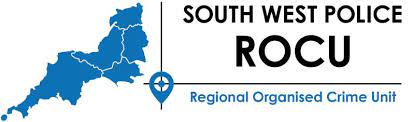 SOUTH WEST POLICE
ROCU
Regional Organised Crime Unit